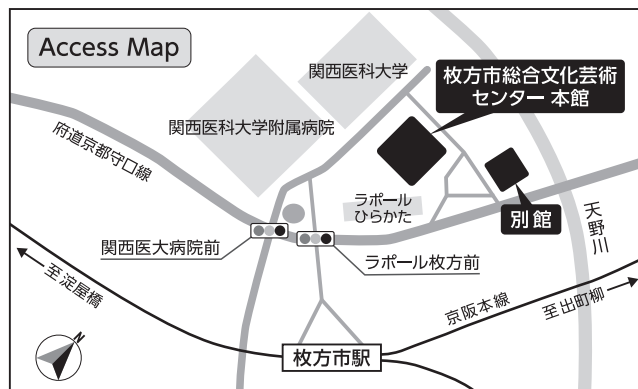 Access Map
関西医科大学
枚方市総合文化芸術
センター 本館
関西医科大学附属病院
府道京都守口線
ラポール
ひらかた
別館
天野川
関西医大病院前
ラポール枚方前
至淀屋橋
京阪本線
至出町柳
枚方市駅
N